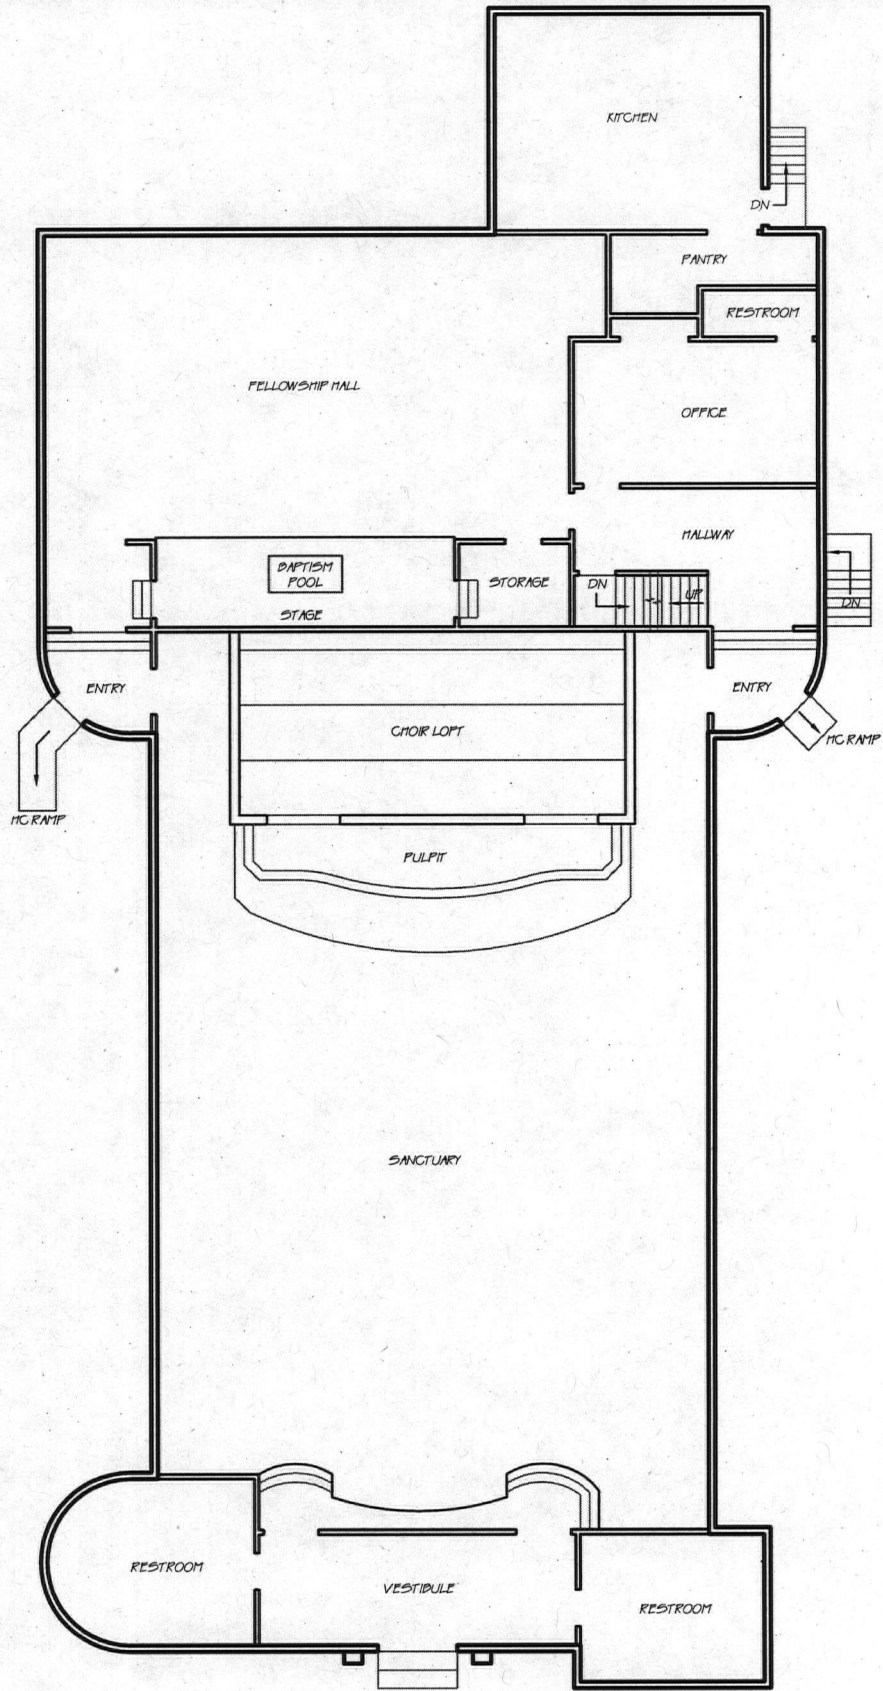 KITCHEN
DN
PANTRY
RESTROOM
FELLOWSHIP HALL
OFFICE
HALLWAY
BAPTISM
POOL
STORAGE
DN
UP
DN
STAGE
ENTRY
ENTRY
CHOIR LOFT
HC RAMP
HC RAMP
PULPIT
SANCTUARY
RESTROOM
VESTIBULE
RESTROOM